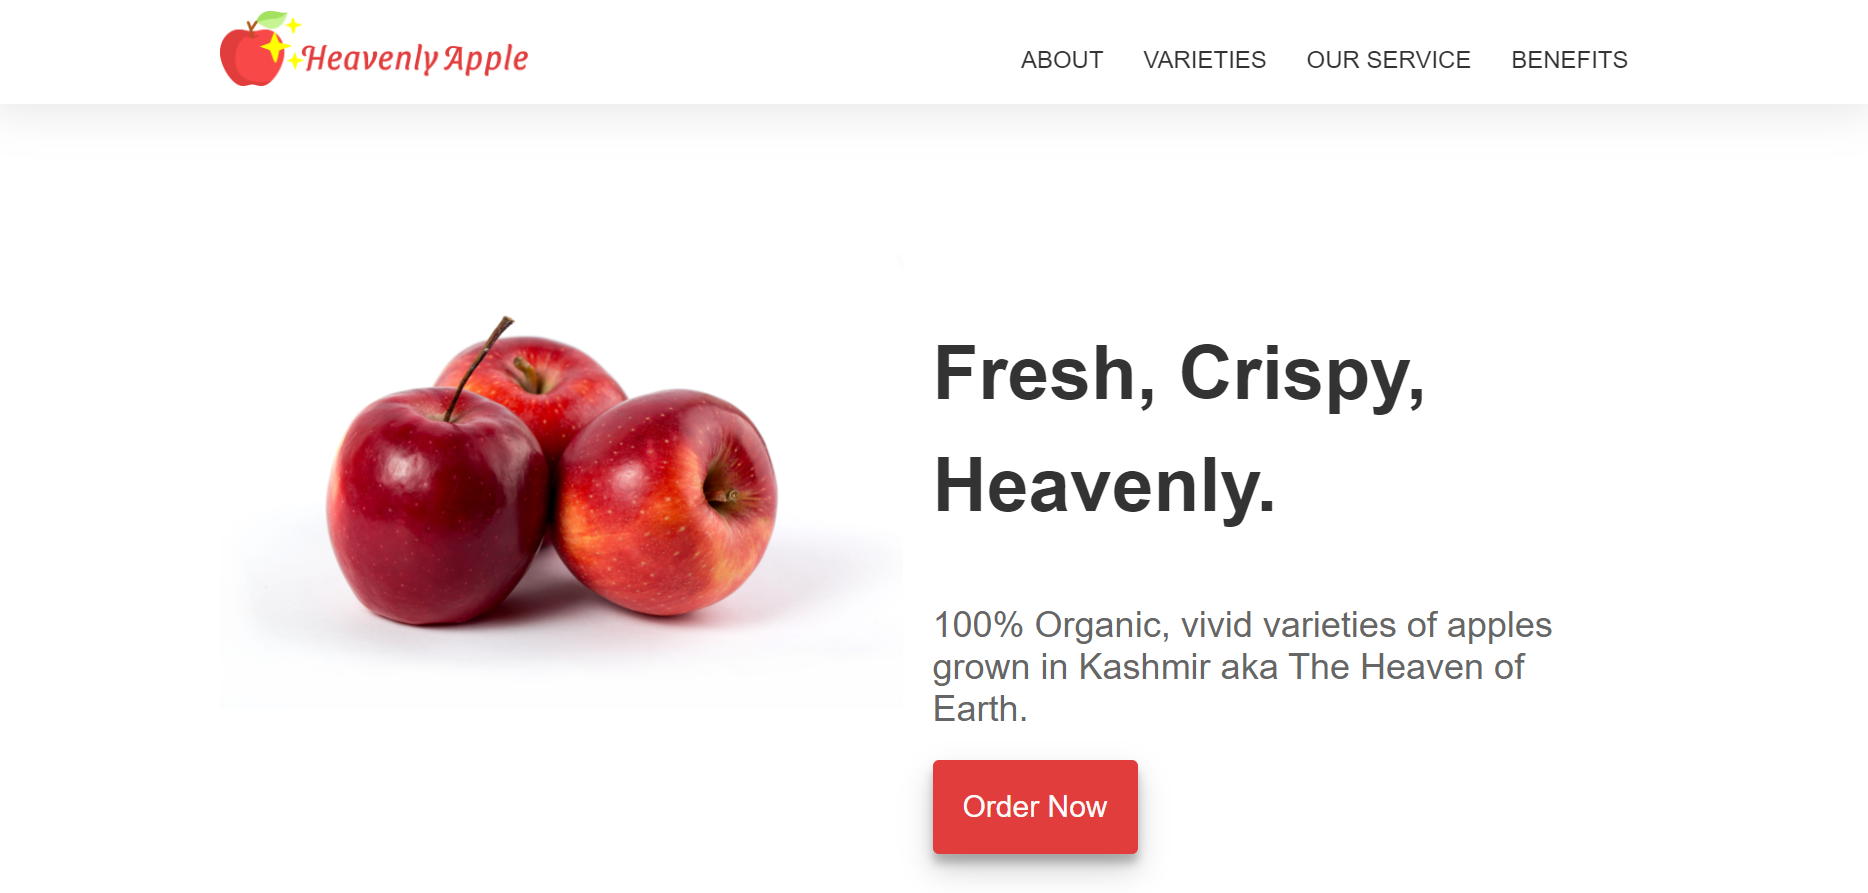 Heavenly Apple
ABOUT VARIETIES OUR SERVICE BENEFITS
Fresh, Crispy,
Heavenly.
100% Organic, vivid varieties of apples
grown in Kashmir aka The Heaven of
Earth.
Order Now